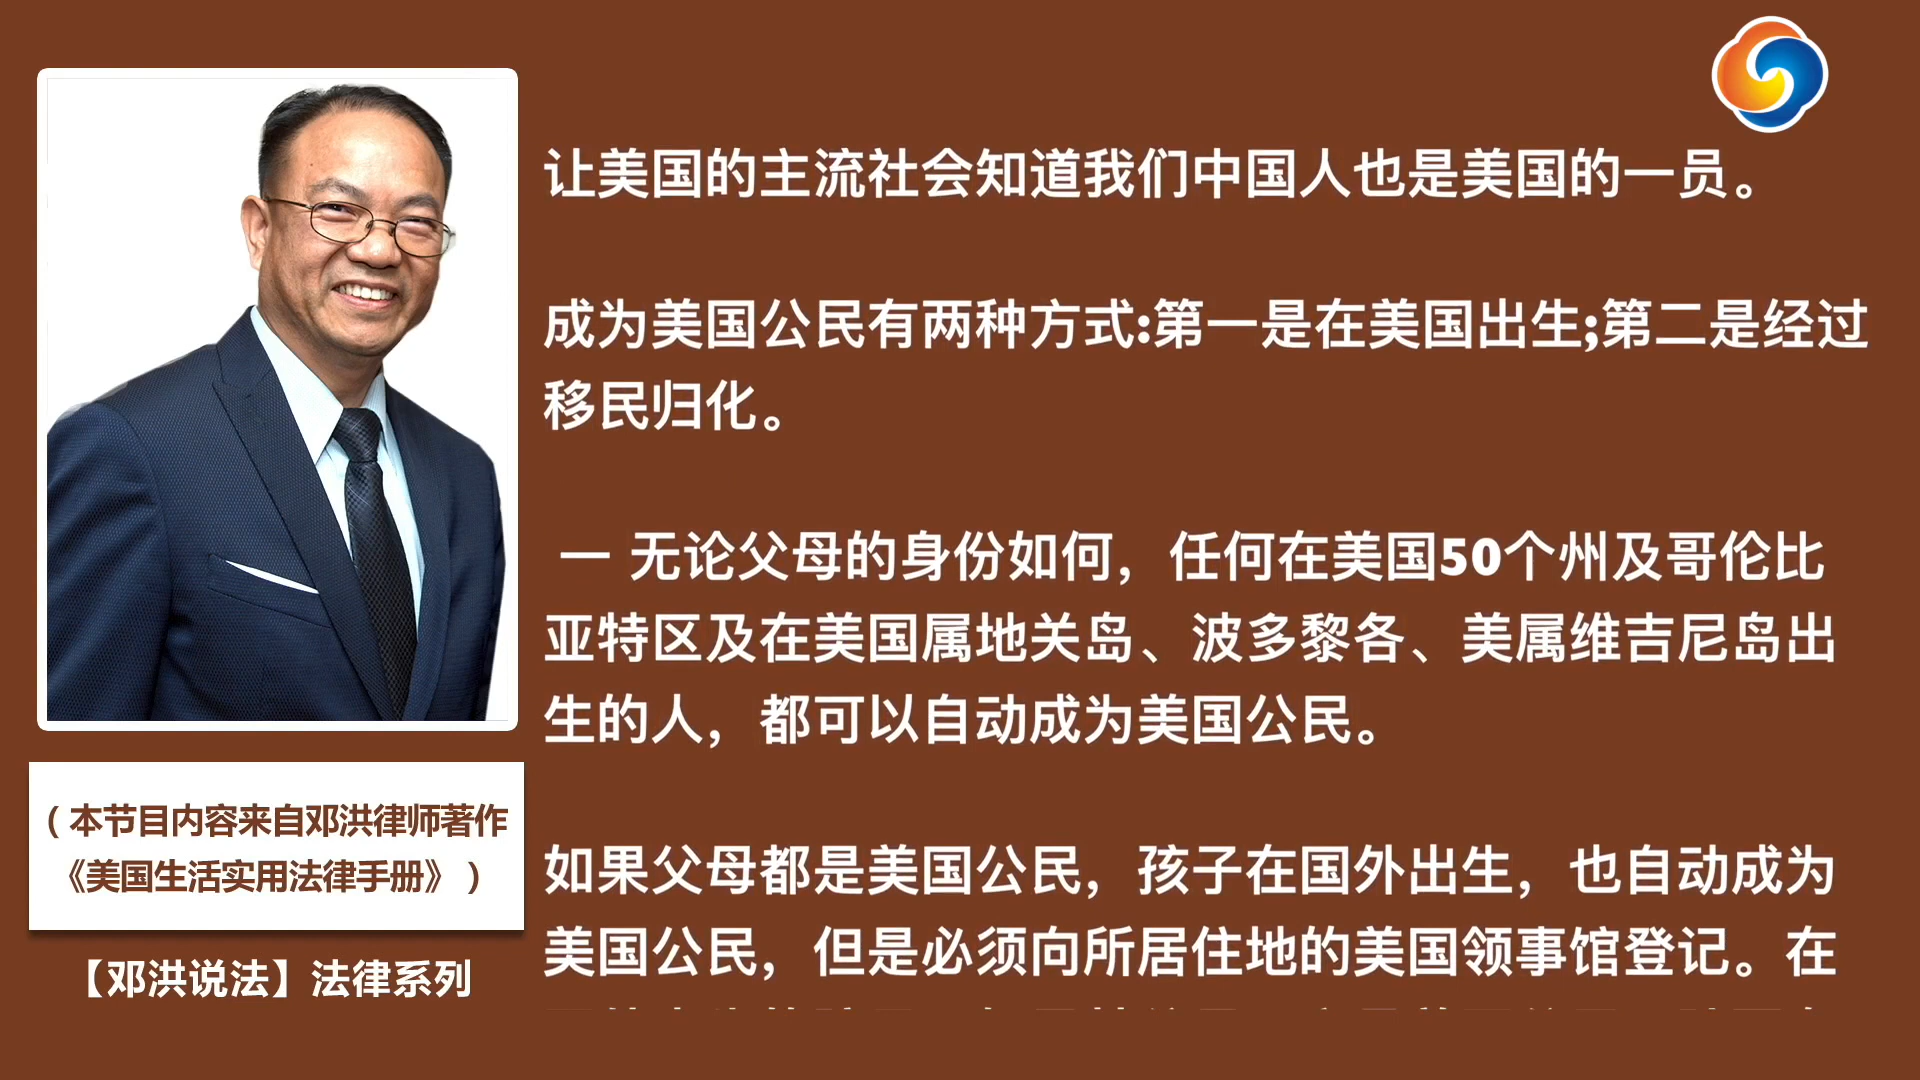 让美国的主流社会知道我们中国人也是美国的一员。
成为美国公民有两种方式:第一是在美国出生;第二是经过
移民归化。
一 无论父母的身份如何，任何在美国50个州及哥伦比
亚特区及在美国属地关岛、波多黎各、美属维吉尼岛出
生的人，都可以自动成为美国公民。
如果父母都是美国公民，孩子在国外出生，也自动成为
美国公民，但是必须向所居住地的美国领事馆登记。在
（本节目内容来自邓洪律师著作
《美国生活实用法律手册》）
【邓洪说法】法律系列